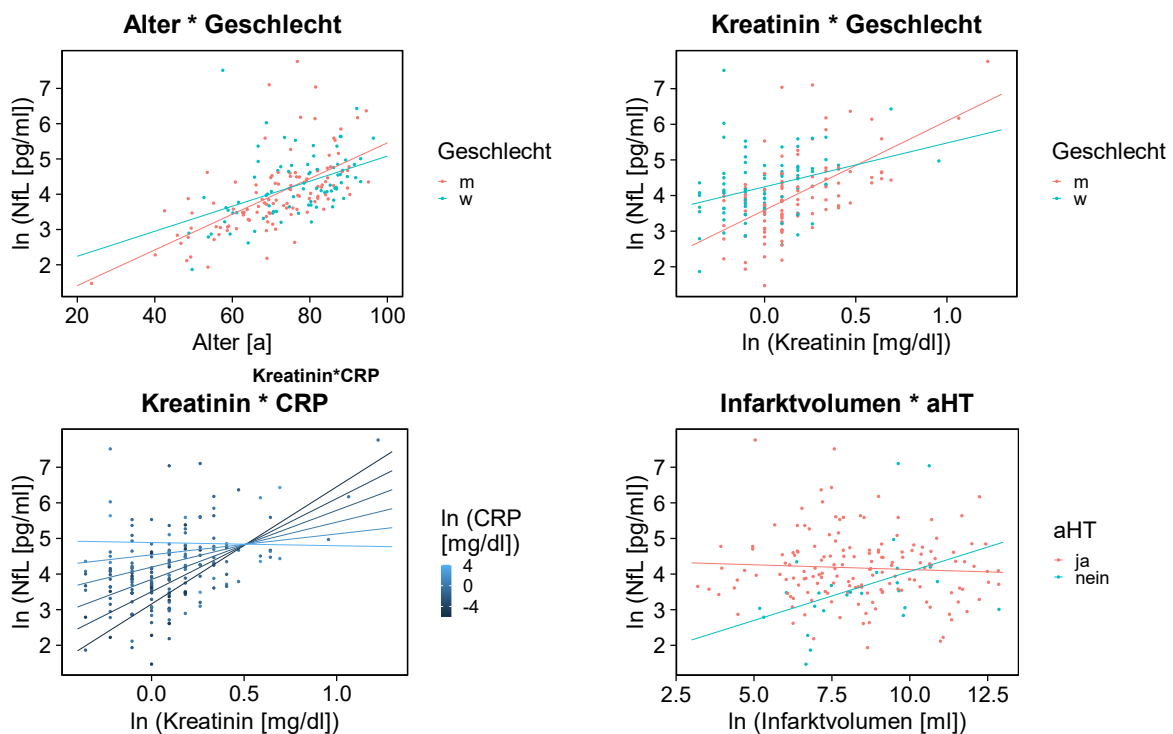 Alter * Geschlecht
ln (NfL [pg/ml])
7
6
5
4
3
2
20 40 60 80 100
Alter [a]
Geschlecht
m
w
Kreatinin * Geschlecht
ln (NfL [pg/ml])
7
6
5
4
3
2
0.0 0.5 1.0
ln (Kreatinin [mg/dl])
Geschlecht
m
w
Kreatinin*CRP
Kreatinin * CRP
ln (NfL [pg/ml])
7
6
5
4
3
2
0.0 0.5 1.0
ln (Kreatinin [mg/dl])
ln (CRP
[mg/dl])
4
0
-4
Infarktvolumen * aHT
ln (NfL [pg/ml])
7
6
5
4
3
2
2.5 5.0 7.5 10.0 12.5
ln (Infarktvolumen [ml])
aHT
ja
nein